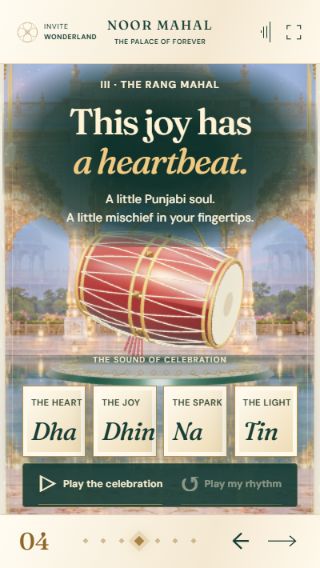 INVITE
WONDERLAND
NOOR MAHAL
THE PALACE OF FOREVER
III · THE RANG MAHAL
This joy has
a heartbeat.
A little Punjabi soul.
A little mischief in your fingertips.
THE SOUND OF CELEBRATION
THE HEART
Dha
THE JOY
Dhin
THE SPARK
Na
THE LIGHT
Tin
Play the celebration
Play my rhythm
04